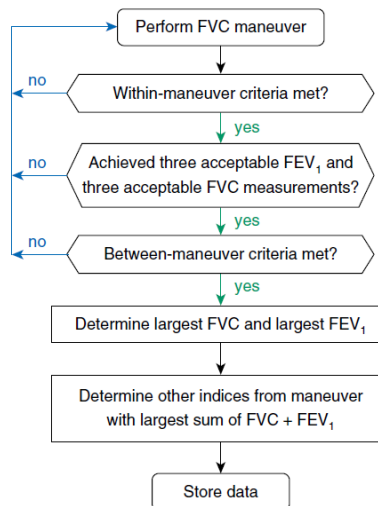 Perform FVC maneuver
no
Within-maneuver criteria met?
yes
no
Achieved three acceptable FEV₁ and
three acceptable FVC measurements?
yes
no
Between-maneuver criteria met?
yes
Determine largest FVC and largest FEV₁
Determine other indices from maneuver
with largest sum of FVC + FEV₁
Store data